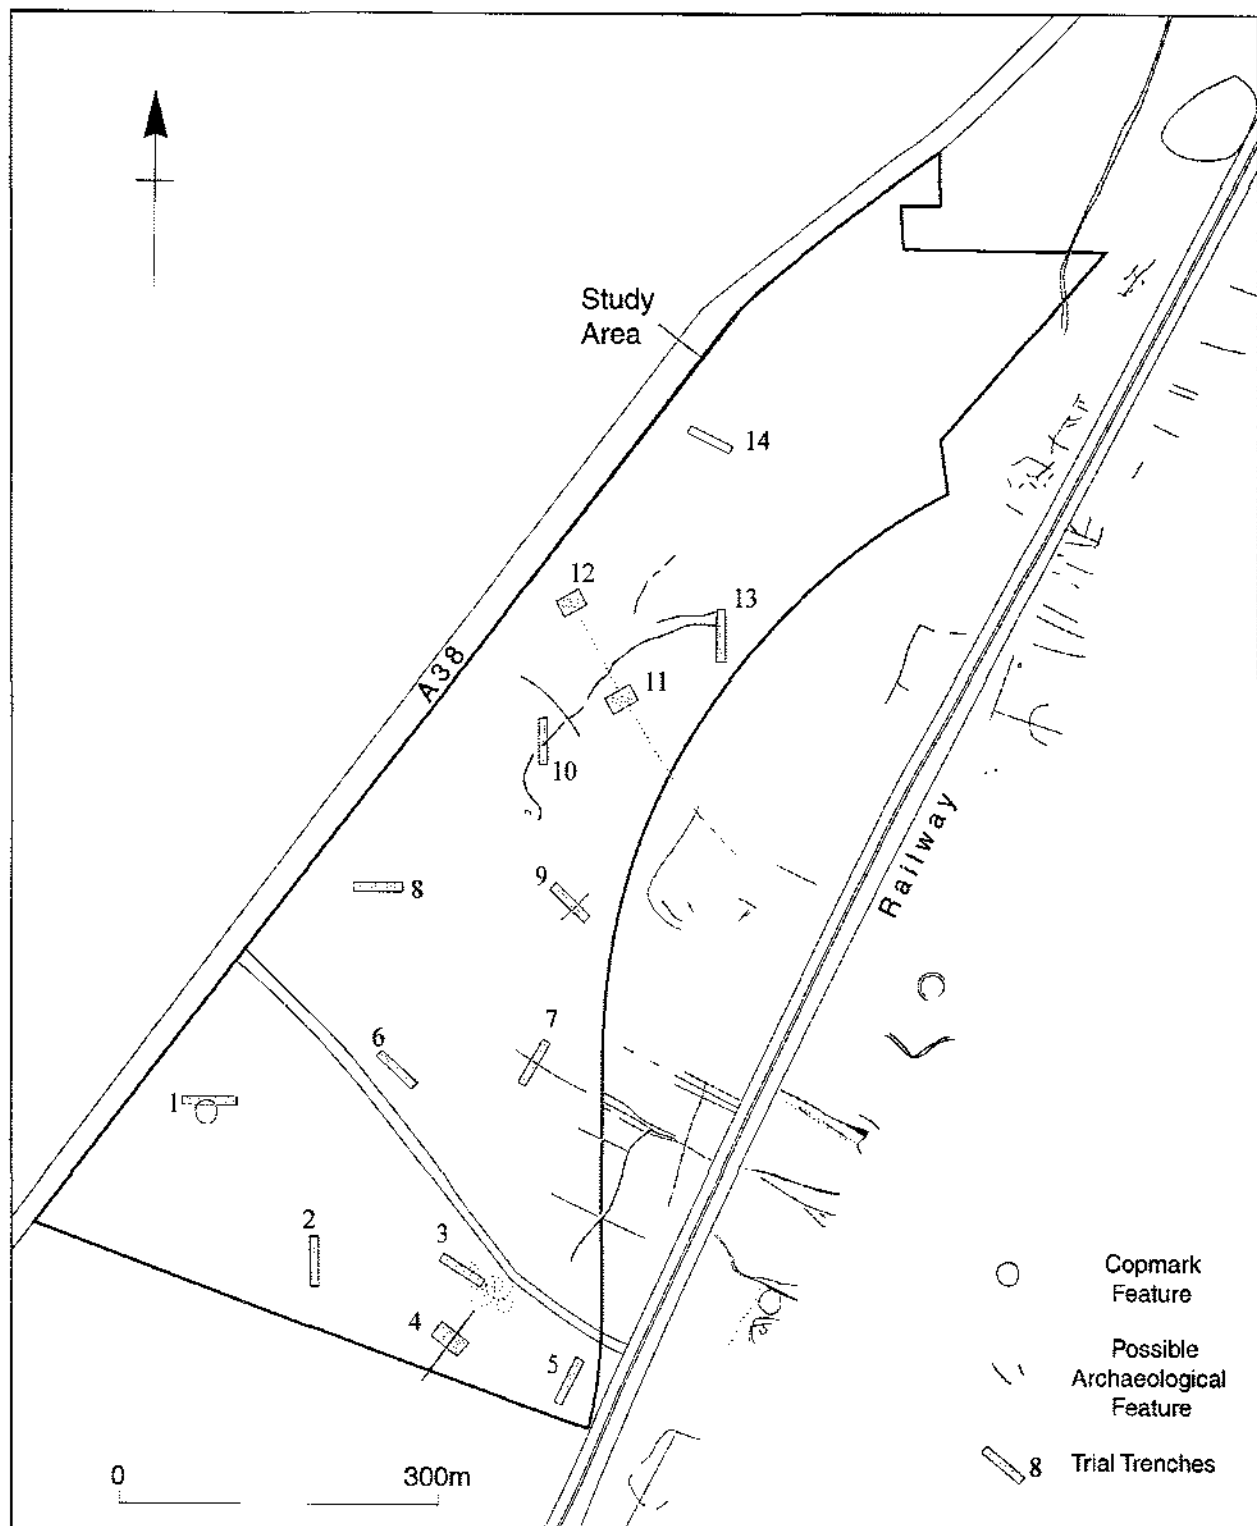 Study
Area
14
12
13
A38
11
10
8
9
Railway
6
7
1
2
3
4
5
Copmark
Feature
Possible
Archaeological
Feature
8 Trial Trenches
0 300m